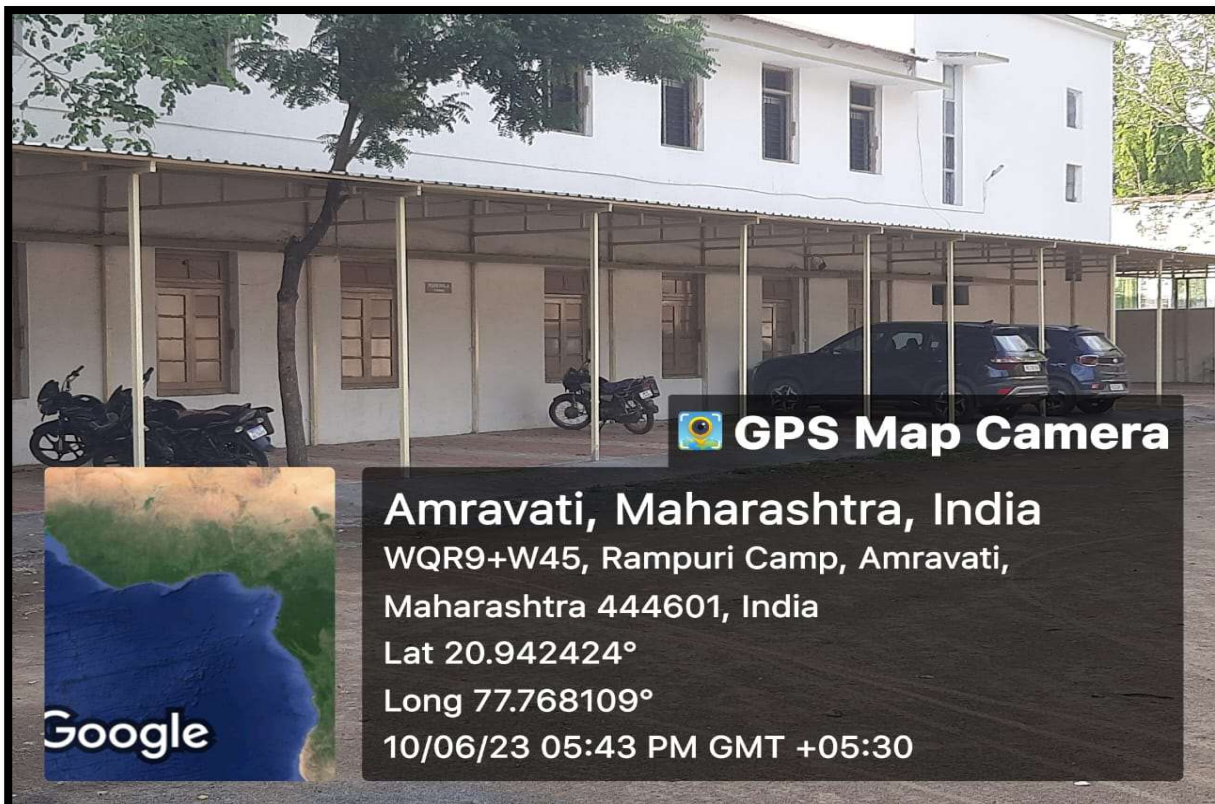 GPS Map Camera
Amravati, Maharashtra, India
WQR9+W45, Rampuri Camp, Amravati,
Maharashtra 444601, India
Lat 20.942424°
Long 77.768109°
10/06/23 05:43 PM GMT +05:30
Google